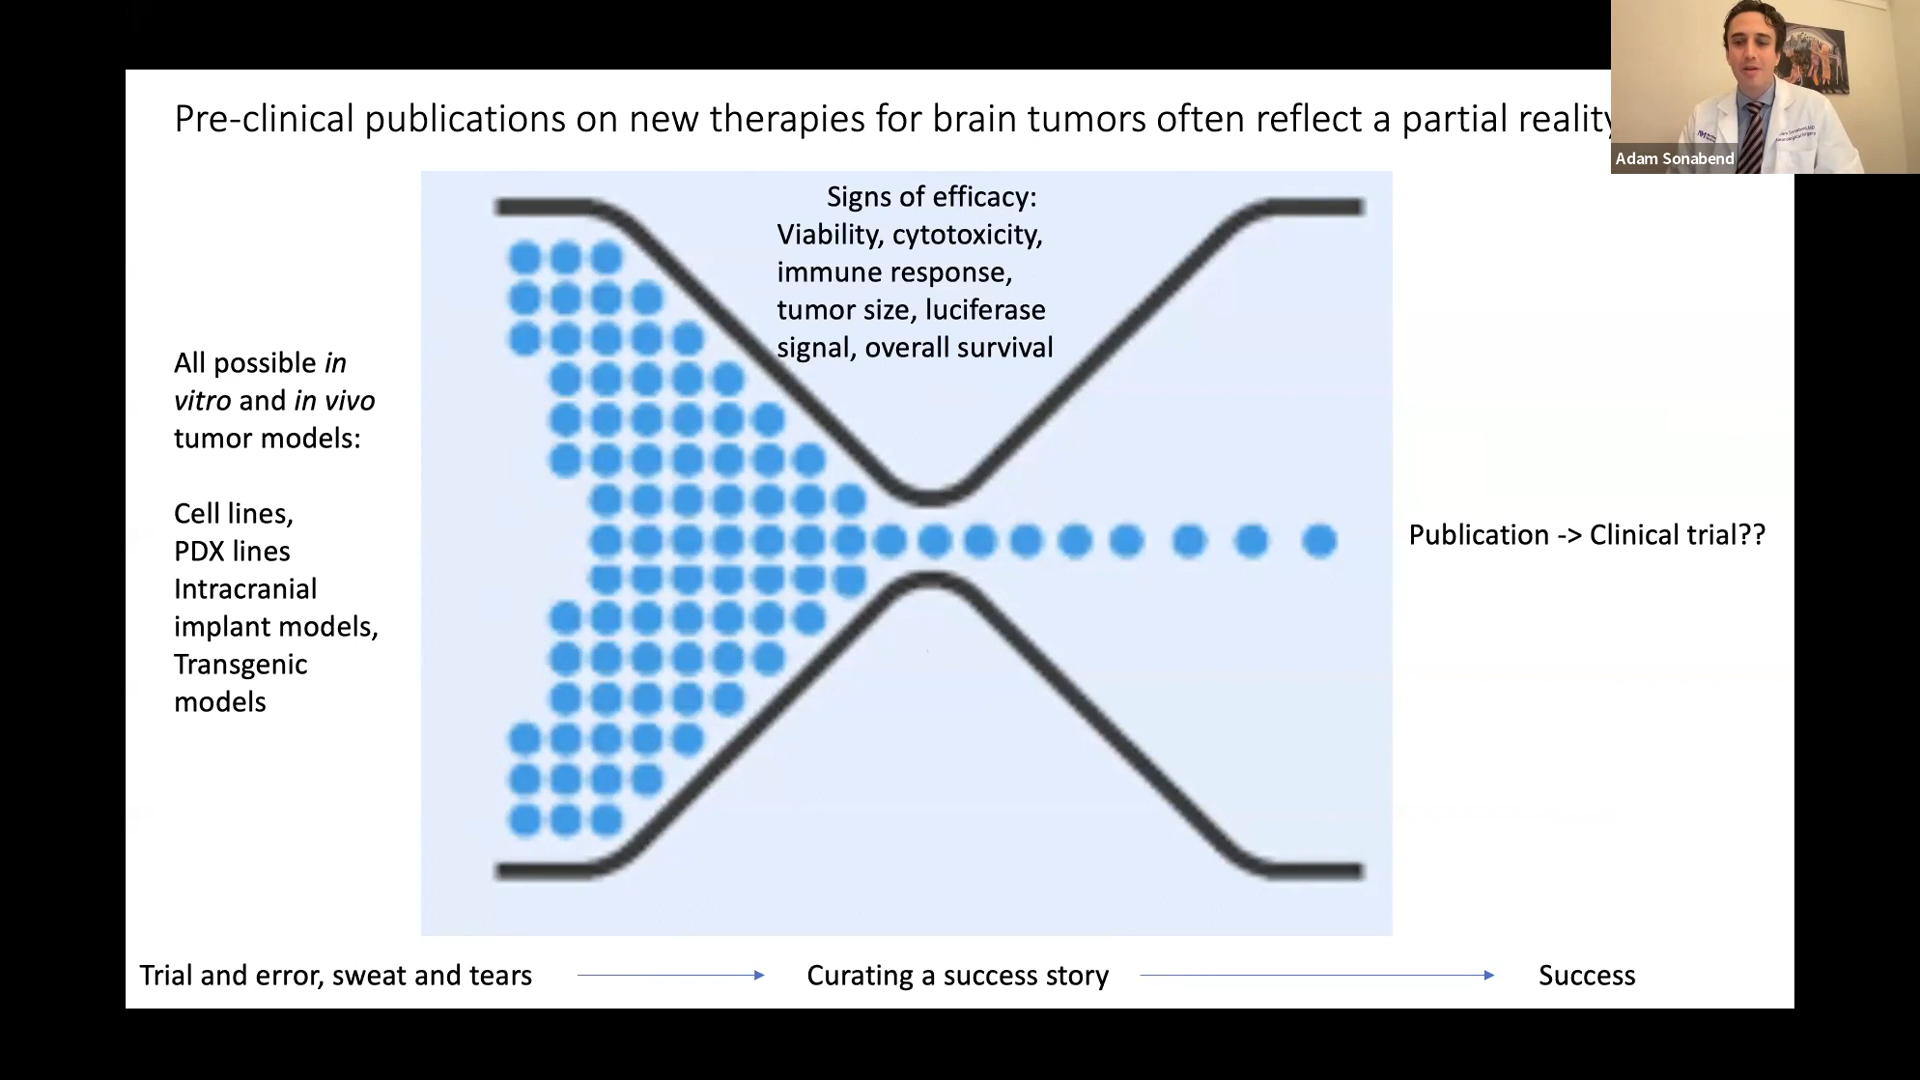 Pre-clinical publications on new therapies for brain tumors often reflect a partial reality
Adam Sonabend
Signs of efficacy:
Viability, cytotoxicity,
immune response,
tumor size, luciferase
signal, overall survival
All possible in
vitro and in vivo
tumor models:
Cell lines,
PDX lines
Intracranial
implant models,
Transgenic
models
Publication -> Clinical trial??
Trial and error, sweat and tears
Curating a success story
Success